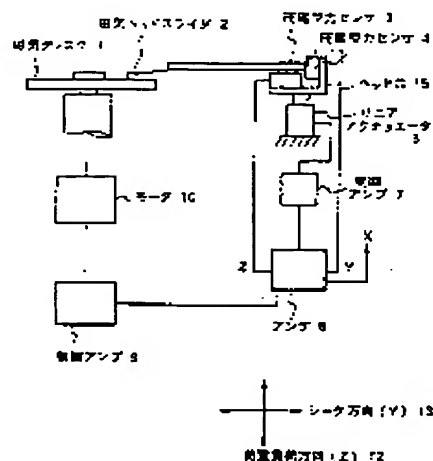 磁気ヘッドスライダ 2
圧電型力センサ 3
磁気ディスク 1
圧電型力センサ 4
ヘッド芯 15
リニア
アクチュエータ
5
モータ 10
アンプ 7
X
Z
Y
アンプ 6
制御アンプ 9
シーク方向 (Y) 13
荷重負荷方向 (Z) 12